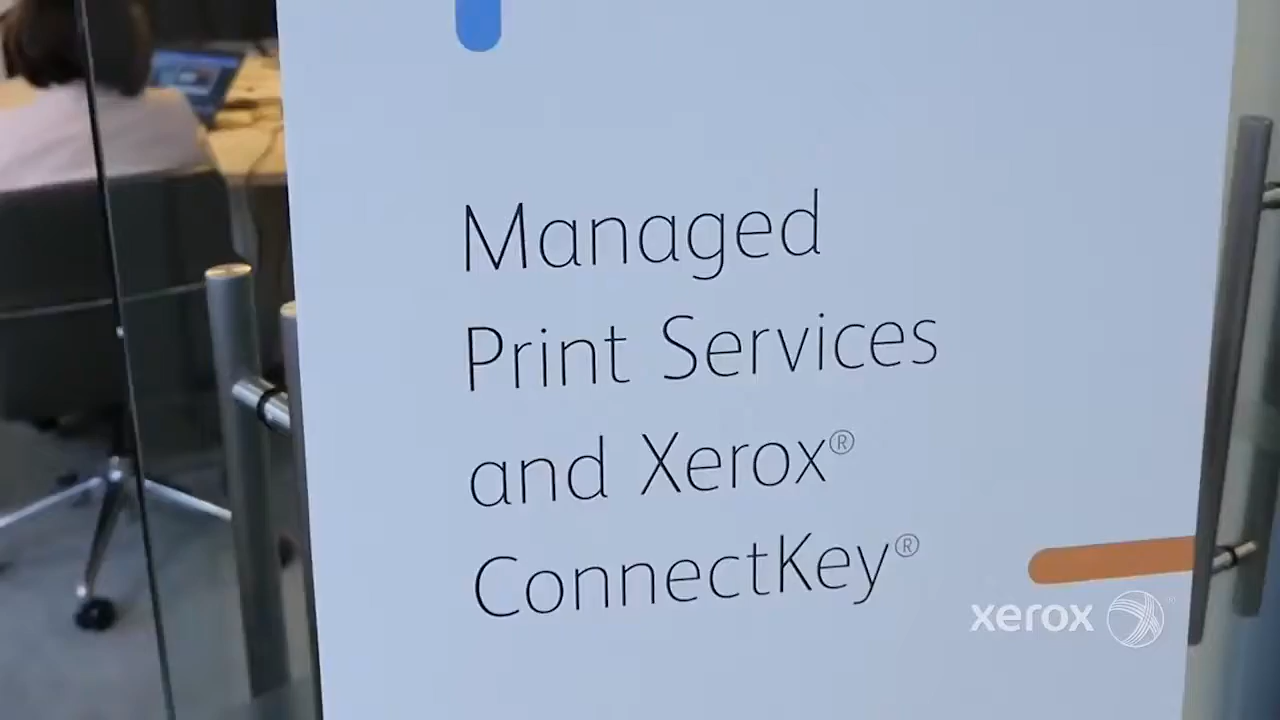 Managed
Print Services
and Xerox®
ConnectKey®
xerox